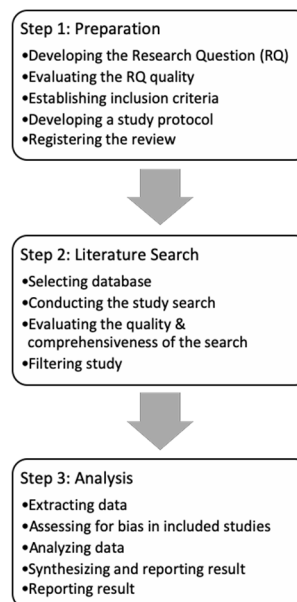 Step 1: Preparation
•Developing the Research Question (RQ)
•Evaluating the RQ quality
•Establishing inclusion criteria
•Developing a study protocol
•Registering the review
Step 2: Literature Search
•Selecting database
•Conducting the study search
•Evaluating the quality &
comprehensiveness of the search
•Filtering study
Step 3: Analysis
•Extracting data
•Assessing for bias in included studies
•Analyzing data
•Synthesizing and reporting result
•Reporting result